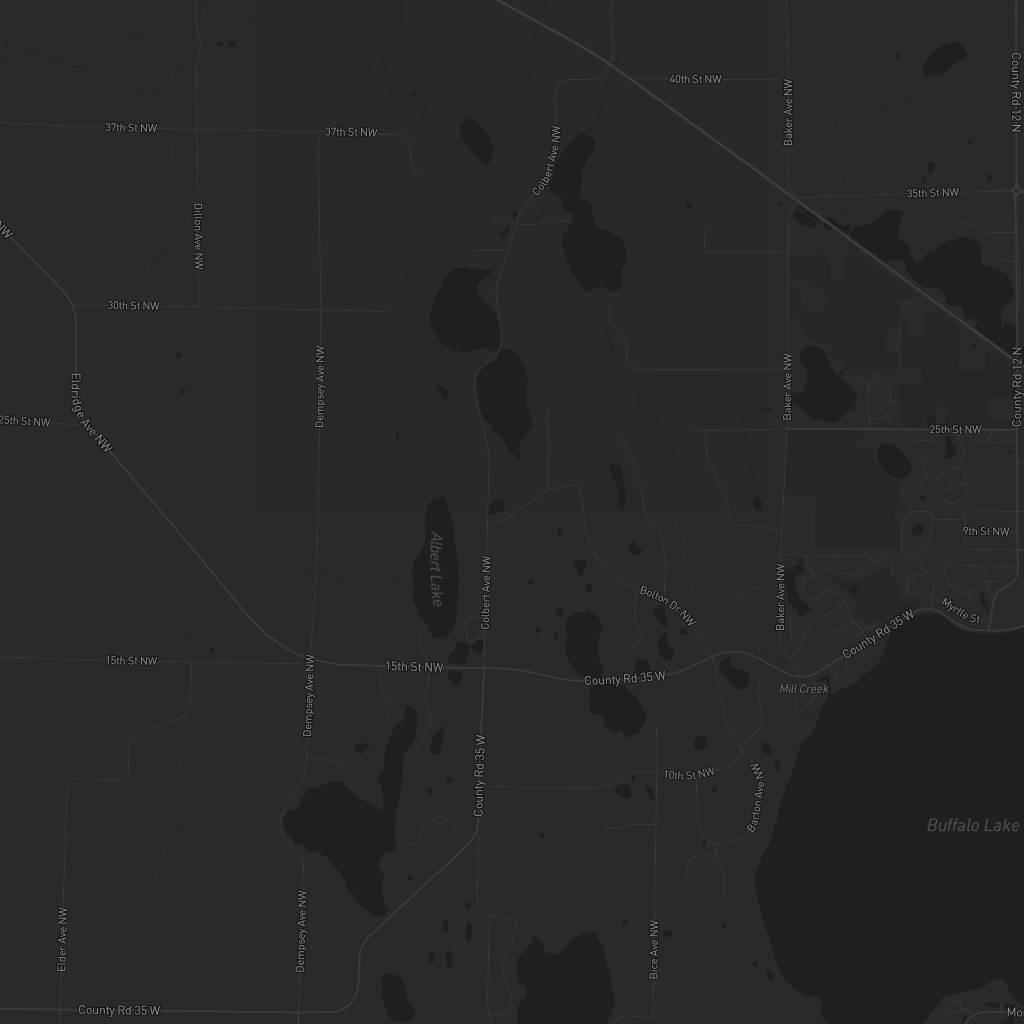 40th St NW
County Rd 12 N
Baker Ave NW
37th St NW
37th St NW
Colbert Ave NW
35th St NW
NW
Dillon Ave NW
30th St NW
Dempsey Ave NW
Baker Ave NW
County Rd 12 N
Eldridge Ave NW
25th St NW
25th St NW
9th St NW
Albert Lake
Colbert Ave NW
Bolton Dr NW
Baker Ave NW
Myrtle St
County Rd 35 W
15th St NW
15th St NW
County Rd 35 W
Dempsey Ave NW
Mill Creek
County Rd 35 W
10th St NW
Barton Ave NW
Buffalo Lake
Elder Ave NW
Dempsey Ave NW
Bice Ave NW
County Rd 35 W